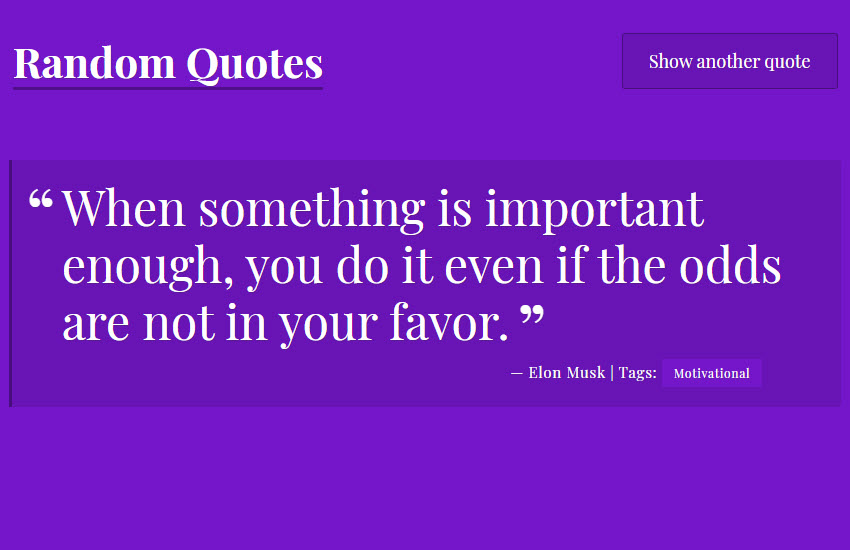 Random Quotes
Show another quote
“ When something is important
enough, you do it even if the odds
are not in your favor. ”
— Elon Musk | Tags: Motivational